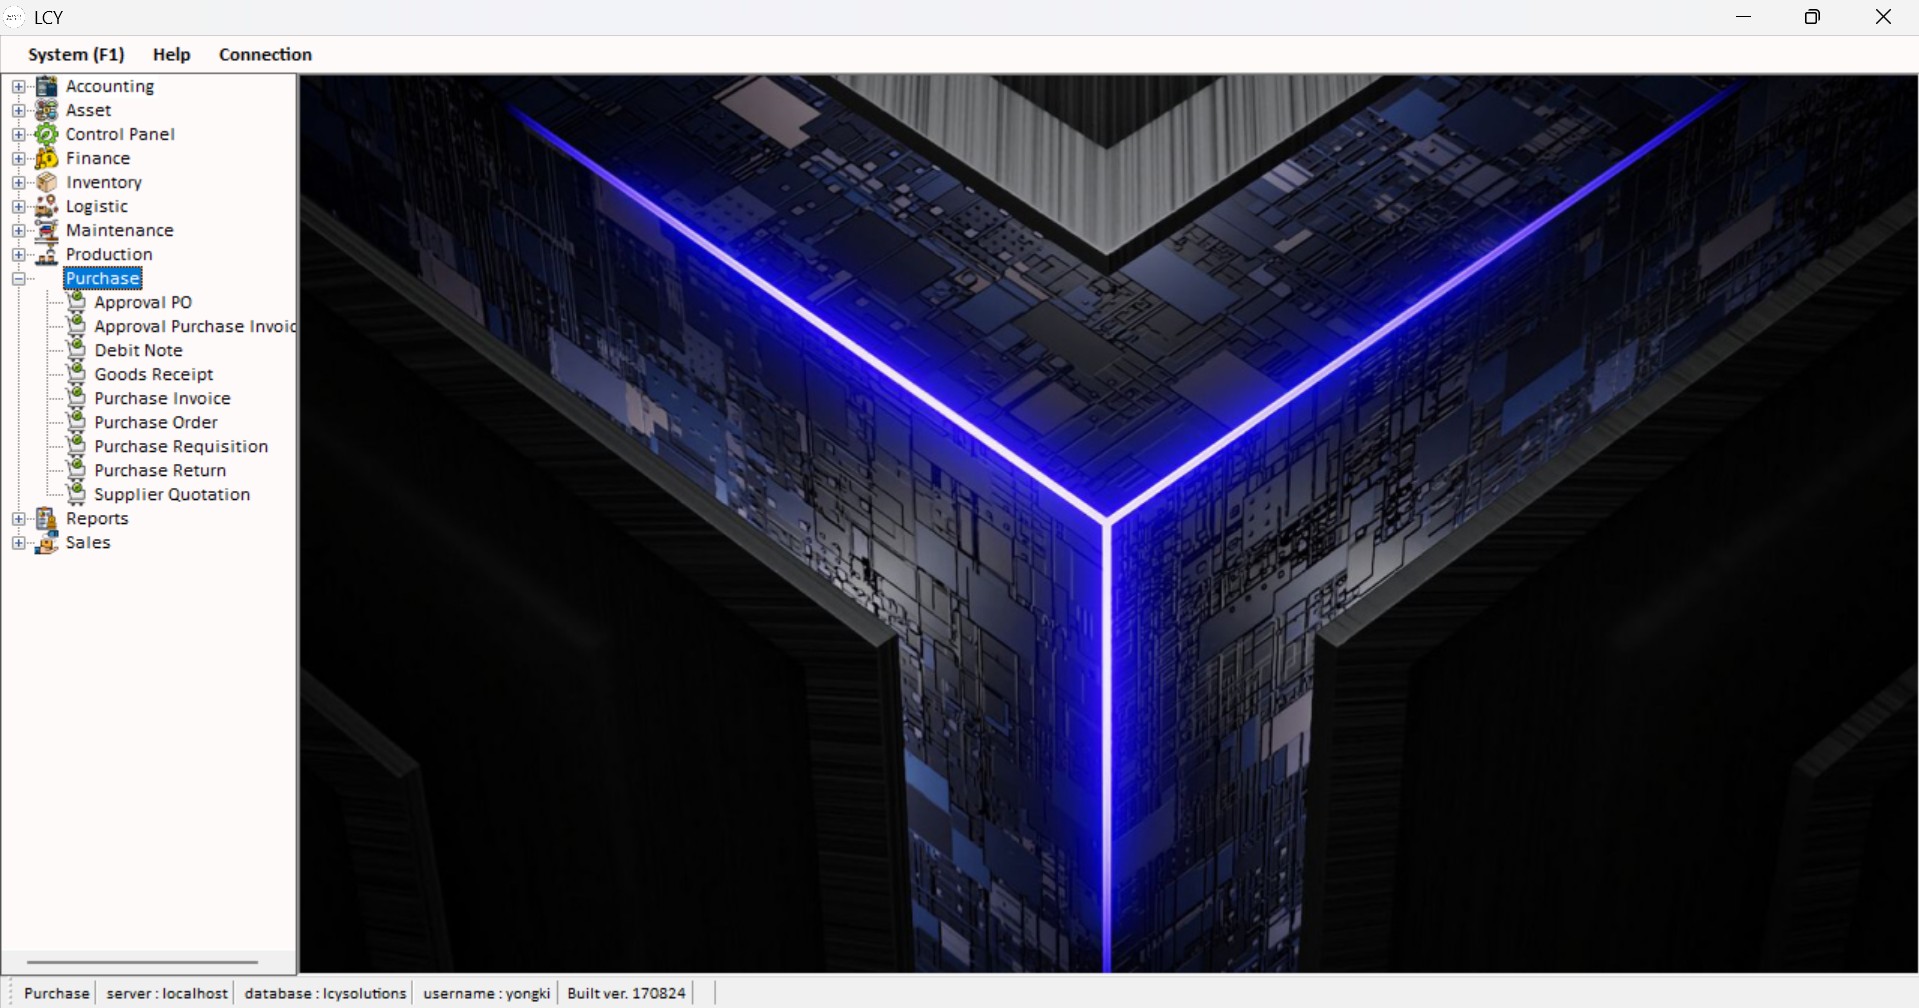 LCY
System (F1) Help Connection
Accounting
Asset
Control Panel
Finance
Inventory
Logistic
Maintenance
Production
Purchase
Approval PO
Approval Purchase Invoic
Debit Note
Goods Receipt
Purchase Invoice
Purchase Order
Purchase Requisition
Purchase Return
Supplier Quotation
Reports
Sales
Purchase server : localhost database : lcysolutions username : yongki Built ver. 170824